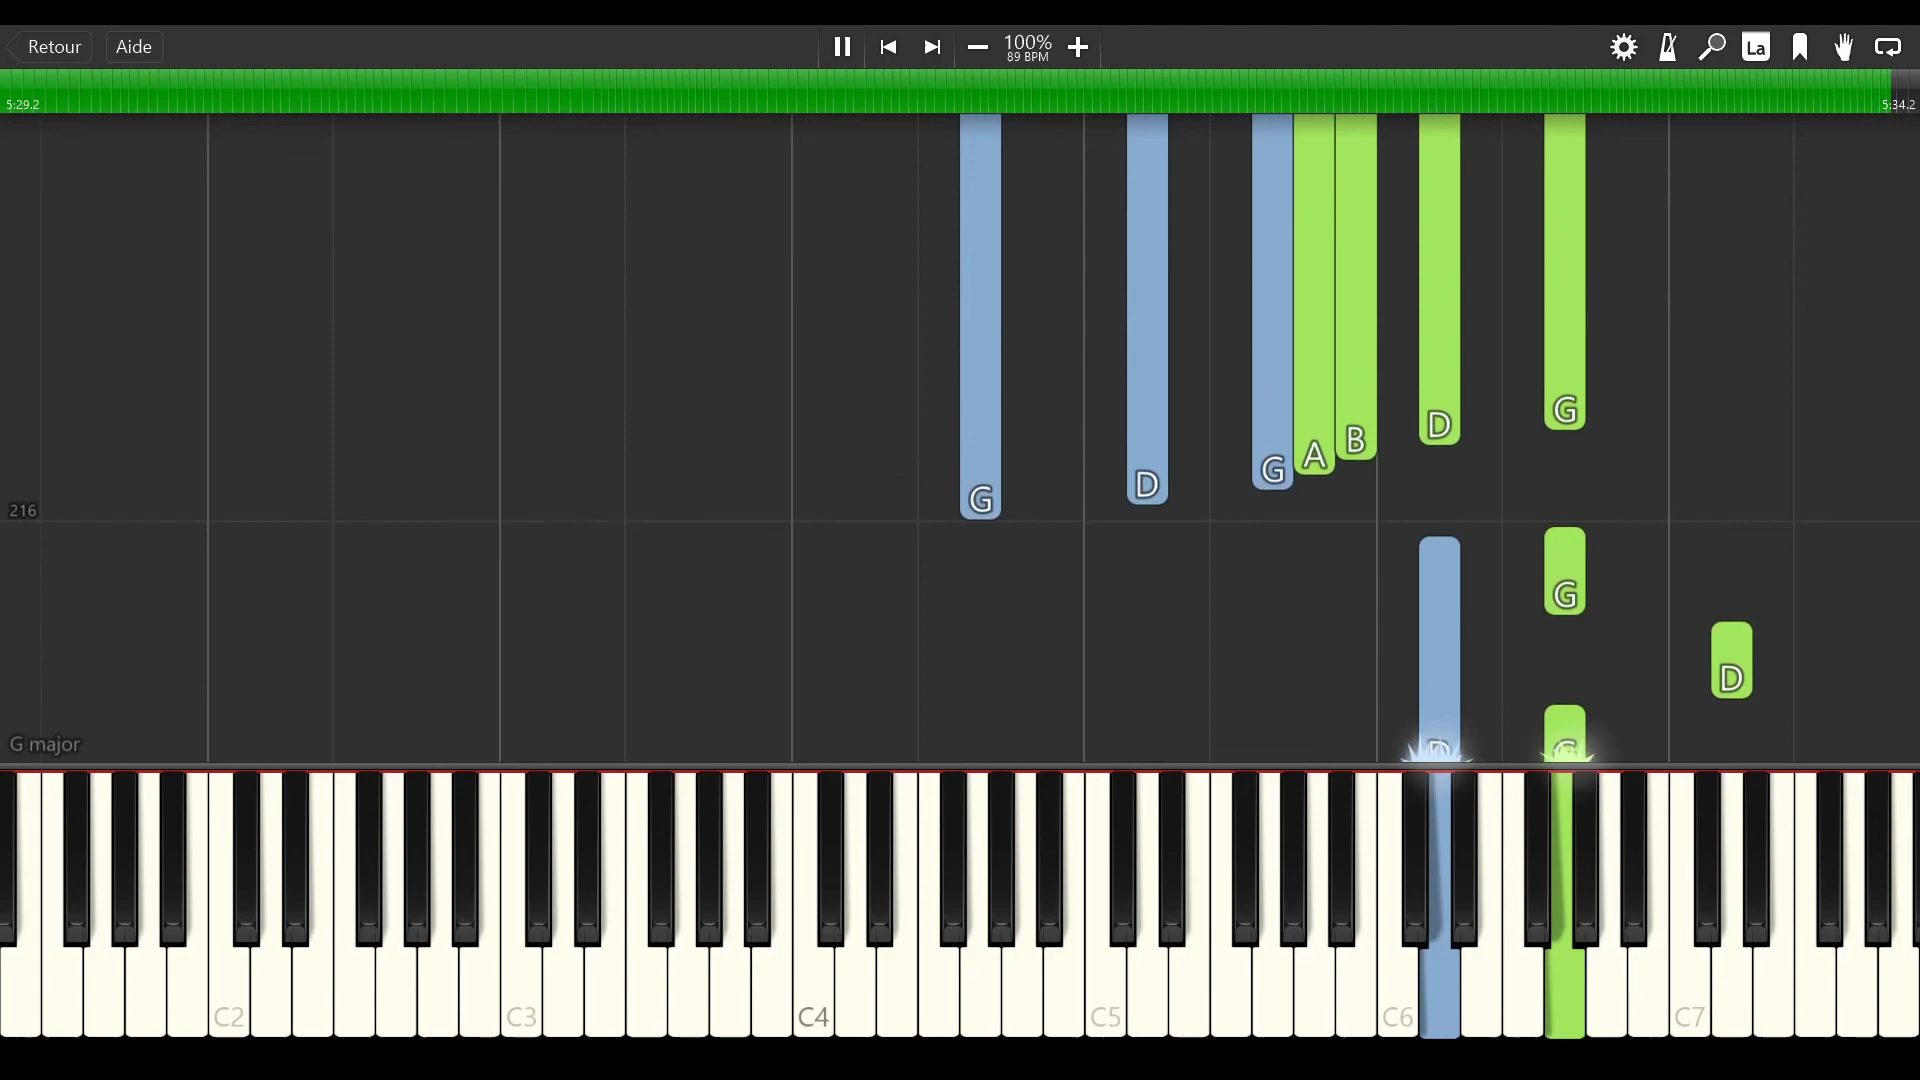 Retour Aide 100% La
89 BPM
5:29.2 5:34.2
G
D
B
A
G
D
G
216
G
D
G major D G
C2 C3 C4 C5 C6 C7